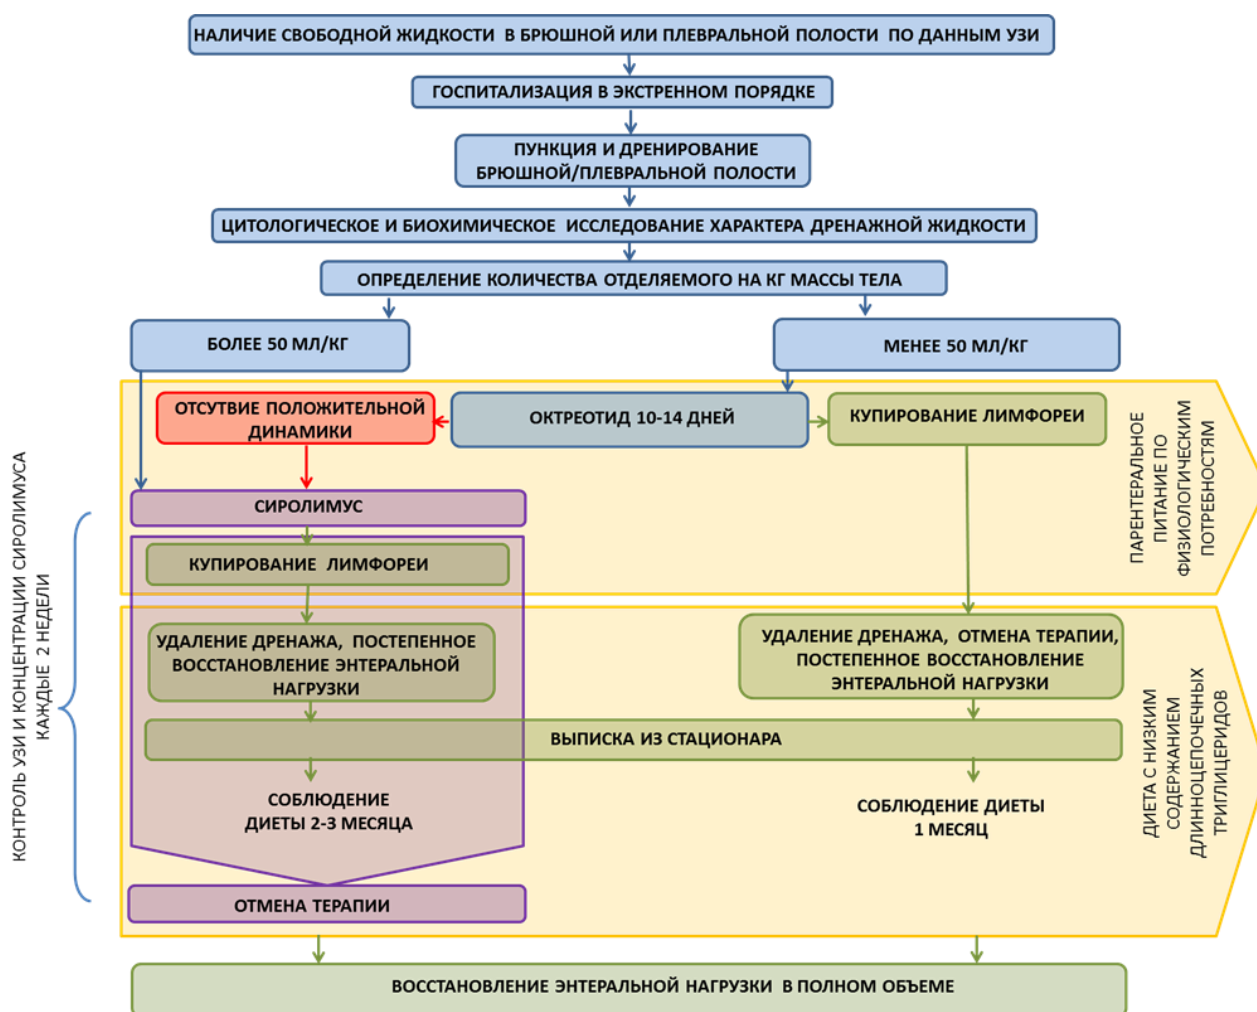 НАЛИЧИЕ СВОБОДНОЙ ЖИДКОСТИ В БРЮШНОЙ ИЛИ ПЛЕВРАЛЬНОЙ ПОЛОСТИ ПО ДАННЫМ УЗИ
ГОСПИТАЛИЗАЦИЯ В ЭКСТРЕННОМ ПОРЯДКЕ
ПУНКЦИЯ И ДРЕНИРОВАНИЕ
БРЮШНОЙ/ПЛЕВРАЛЬНОЙ ПОЛОСТИ
ЦИТОЛОГИЧЕСКОЕ И БИОХИМИЧЕСКОЕ ИССЛЕДОВАНИЕ ХАРАКТЕРА ДРЕНАЖНОЙ ЖИДКОСТИ
ОПРЕДЕЛЕНИЕ КОЛИЧЕСТВА ОТДЕЛЯЕМОГО НА КГ МАССЫ ТЕЛА
БОЛЕЕ 50 МЛ/КГ
МЕНЕЕ 50 МЛ/КГ
ОТСУТВИЕ ПОЛОЖИТЕЛЬНОЙ
ДИНАМИКИ
ОКТРЕОТИД 10-14 ДНЕЙ
КУПИРОВАНИЕ ЛИМФОРЕИ
СИРОЛИМУС
КУПИРОВАНИЕ ЛИМФОРЕИ
ПАРЕНТЕРАЛЬНОЕ
ПИТАНИЕ ПО
ФИЗИОЛОГИЧЕСКИМ
ПОТРЕБНОСТЯМ
КОНТРОЛЬ УЗИ И КОНЦЕНТРАЦИИ СИРОЛИМУСА
КАЖДЫЕ 2 НЕДЕЛИ
УДАЛЕНИЕ ДРЕНАЖА, ПОСТЕПЕННОЕ
ВОССТАНОВЛЕНИЕ ЭНТЕРАЛЬНОЙ
НАГРУЗКИ
УДАЛЕНИЕ ДРЕНАЖА, ОТМЕНА ТЕРАПИИ,
ПОСТЕПЕННОЕ ВОССТАНОВЛЕНИЕ
ЭНТЕРАЛЬНОЙ НАГРУЗКИ
ВЫПИСКА ИЗ СТАЦИОНАРА
СОБЛЮДЕНИЕ
ДИЕТЫ 2-3 МЕСЯЦА
СОБЛЮДЕНИЕ ДИЕТЫ
1 МЕСЯЦ
ДИЕТА С НИЗКИМ
СОДЕРЖАНИЕМ
ДЛИННОЦЕПОЧЕЧНЫХ
ТРИГЛИЦЕРИДОВ
ОТМЕНА ТЕРАПИИ
ВОССТАНОВЛЕНИЕ ЭНТЕРАЛЬНОЙ НАГРУЗКИ В ПОЛНОМ ОБЪЕМЕ